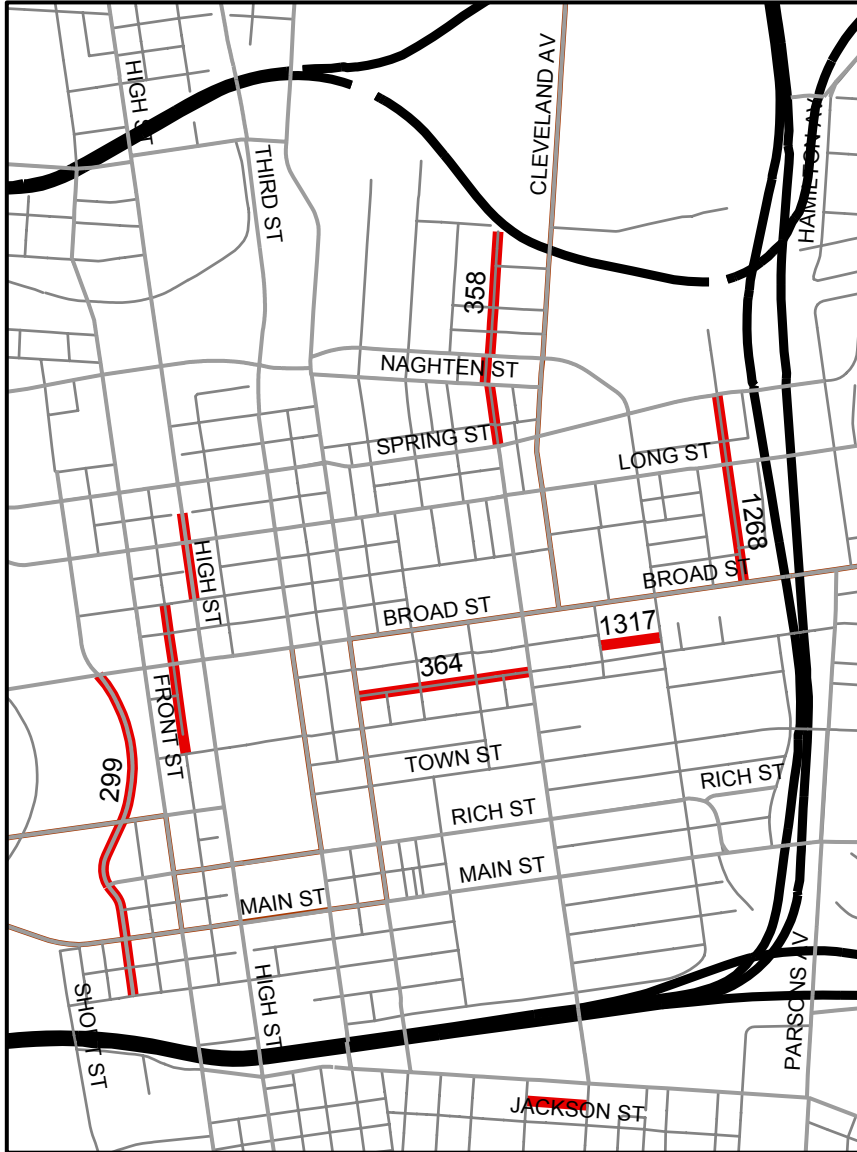 CLEVELAND AV
HIGH ST
HAMILTON AV
THIRD ST
358
NAGHTEN ST
SPRING ST
LONG ST
1268
HIGH ST
BROAD ST
BROAD ST
1317
364
FRONT ST
299
TOWN ST
RICH ST
RICH ST
MAIN ST
MAIN ST
HIGH ST
PARSONS AV
SHORT ST
JACKSON ST